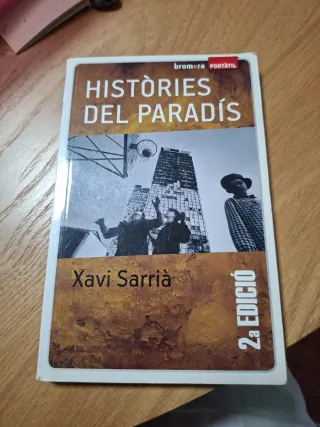 bromera PORTÀTIL
HISTÒRIES
DEL PARADÍS
Xavi Sarrià
2a EDICIÓ